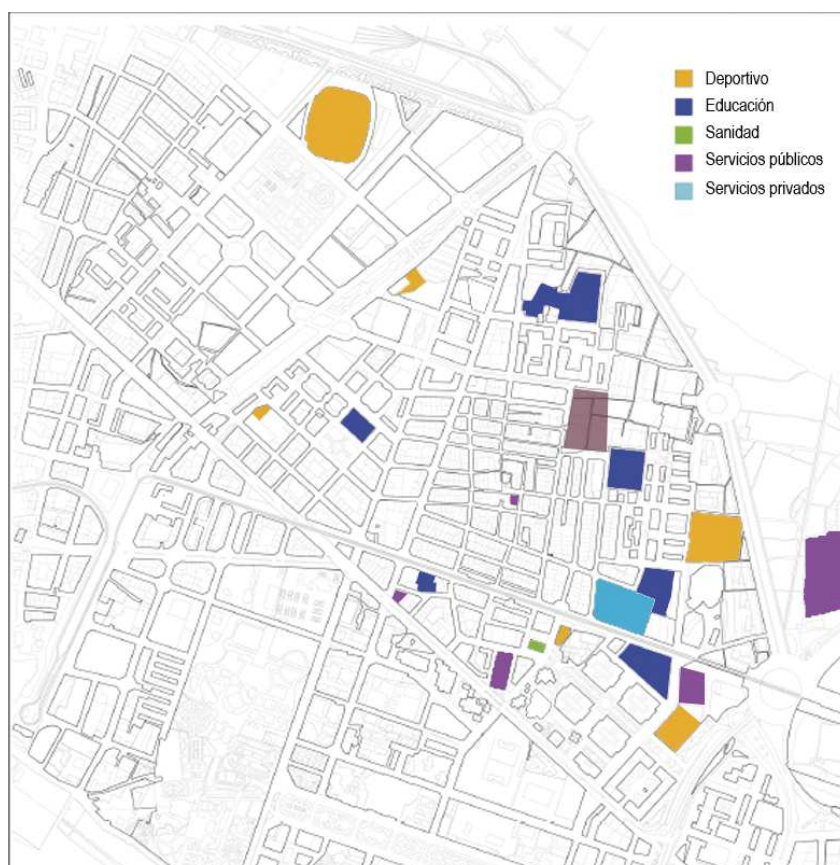 Deportivo
Educación
Sanidad
Servicios públicos
Servicios privados